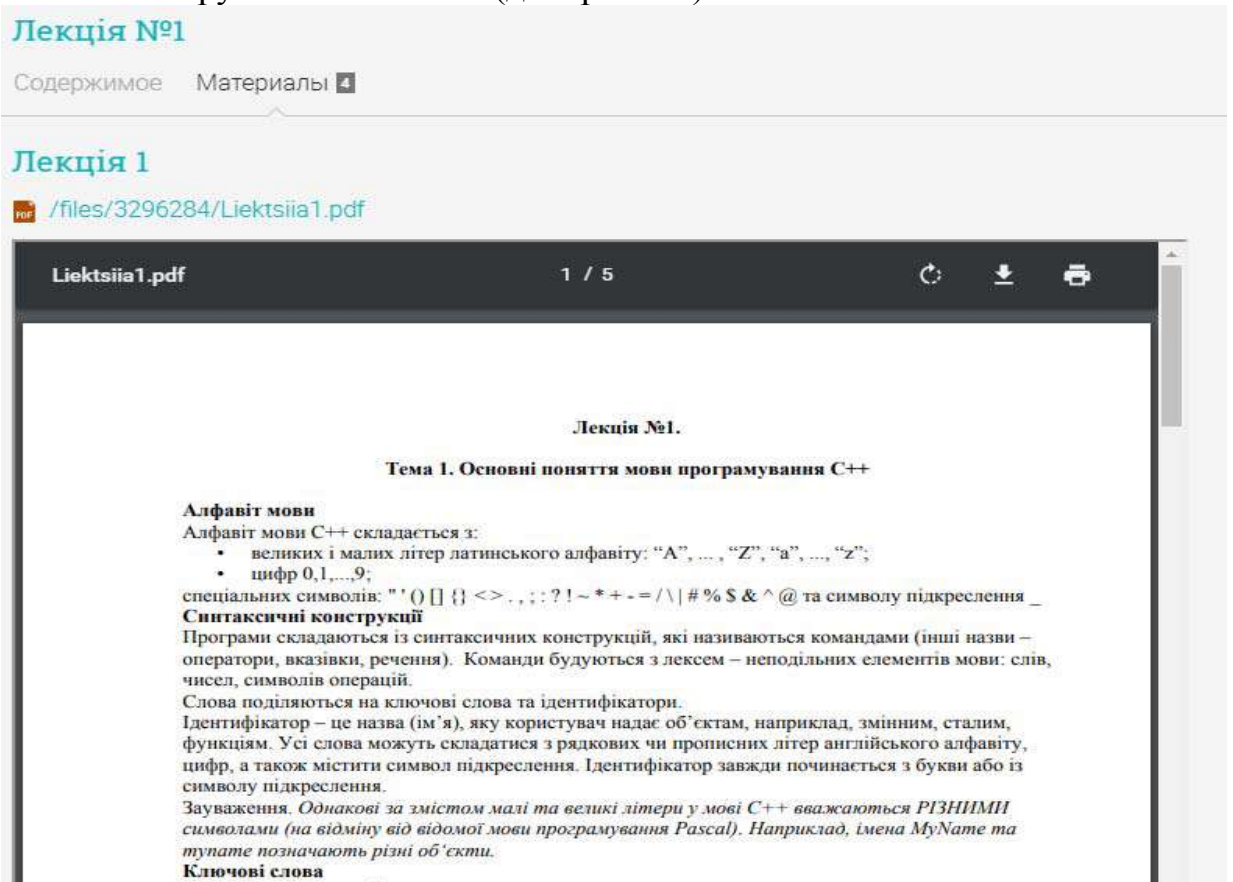 Лекція №1
Содержимое Материалы 4
Лекція 1
PDF /files/3296284/Liektsiia1.pdf
Liektsiia1.pdf 1 / 5
Лекція №1.
Тема 1. Основні поняття мови програмування С++
Алфавіт мови
Алфавіт мови С++ складається з:
• великих і малих літер латинського алфавіту: “A”, ... , “Z”, “a”, ..., “z”;
• цифр 0,1,...,9;
спеціальних символів: " ' () [] {} < > . , ; : ? ! ~ * + - = / \ | # % $ & ^ @ та символу підкреслення _
Синтаксичні конструкції
Програми складаються із синтаксичних конструкцій, які називаються командами (інші назви –
оператори, вказівки, речення). Команди будуються з лексем – неподільних елементів мови: слів,
чисел, символів операцій.
Слова поділяються на ключові слова та ідентифікатори.
Ідентифікатор – це назва (ім’я), яку користувач надає об’єктам, наприклад, змінним, сталим,
функціям. Усі слова можуть складатися з рядкових чи прописних літер англійського алфавіту,
цифр, а також містити символ підкреслення. Ідентифікатор завжди починається з букви або із
символу підкреслення.
Зауваження. Однакові за змістом малі та великі літери у мові С++ вважаються РІЗНИМИ
символами (на відміну від відомої мови програмування Pascal). Наприклад, імена MyName та
тупате позначають різні об‘єкти.
Ключові слова